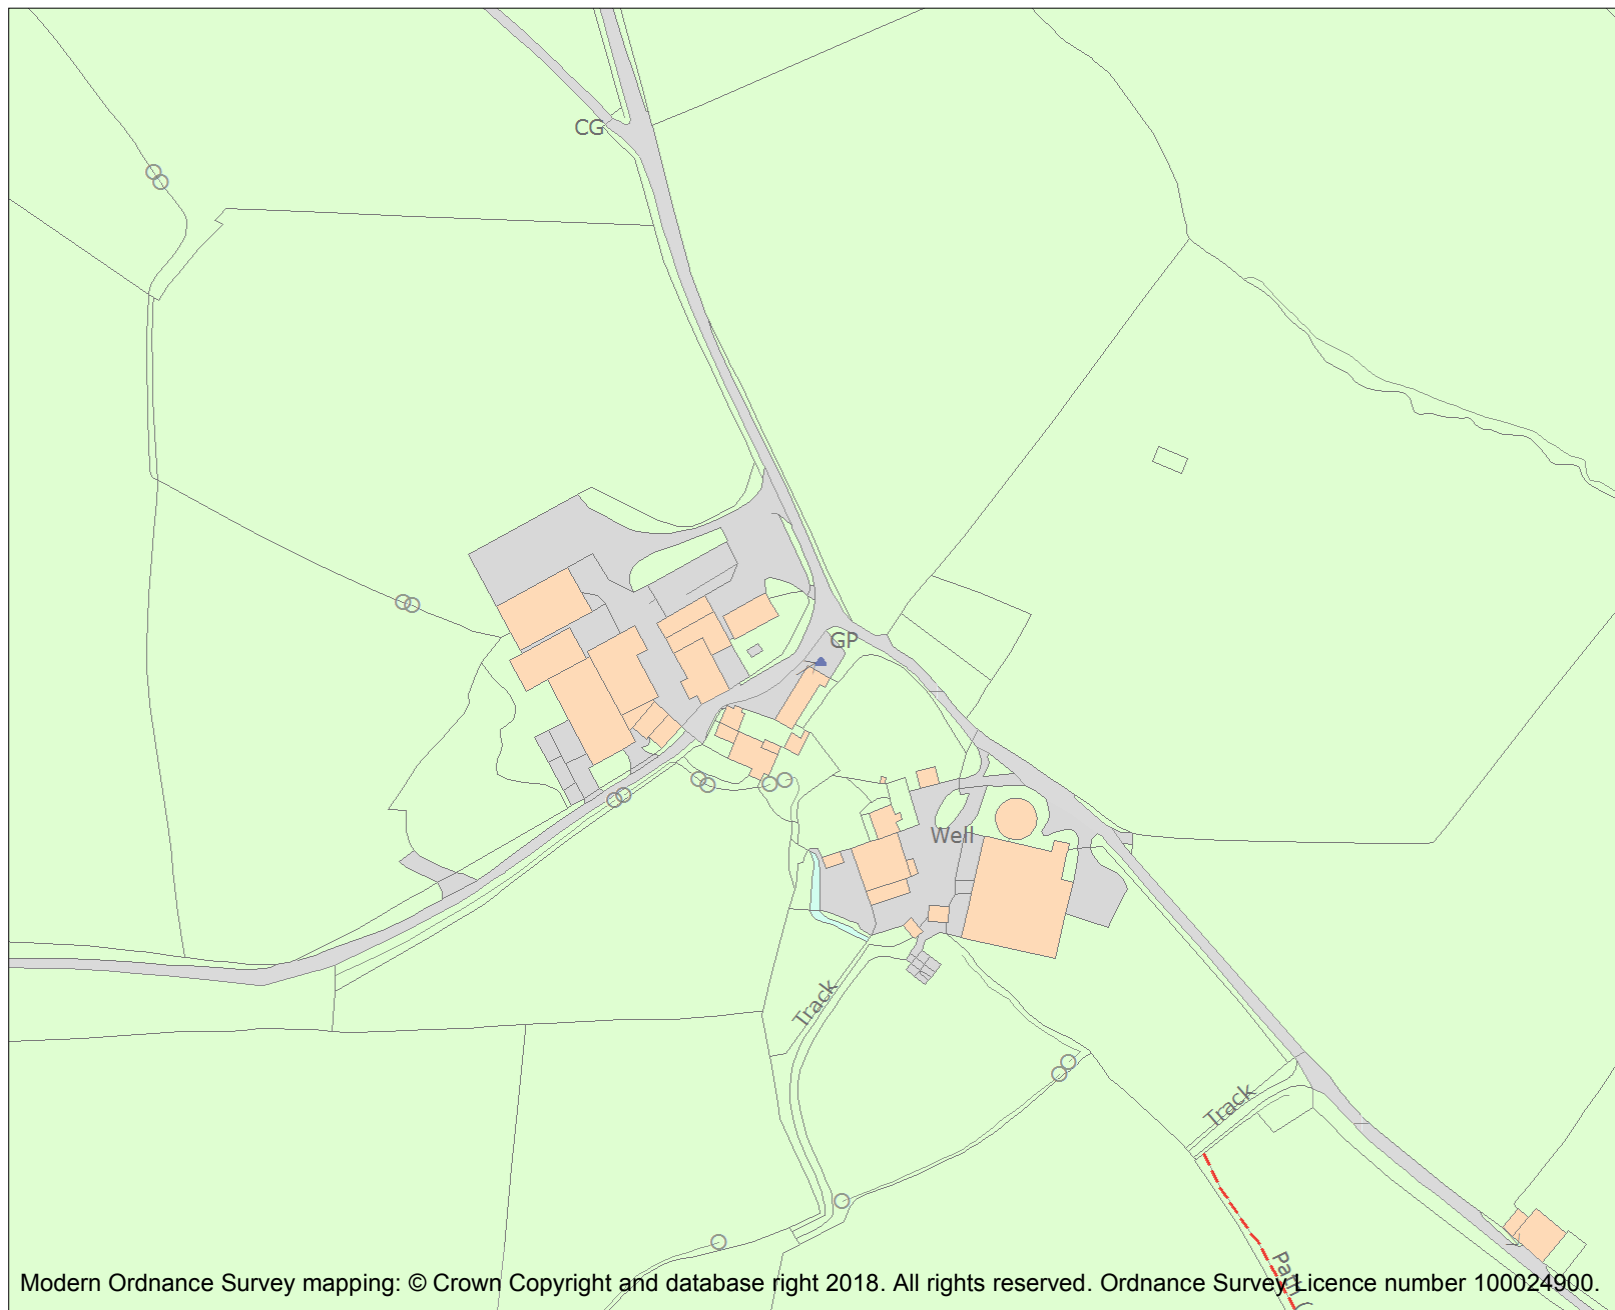 CG
GP
Well
Track
Track
Path
Modern Ordnance Survey mapping: © Crown Copyright and database right 2018. All rights reserved. Ordnance Survey Licence number 100024900.